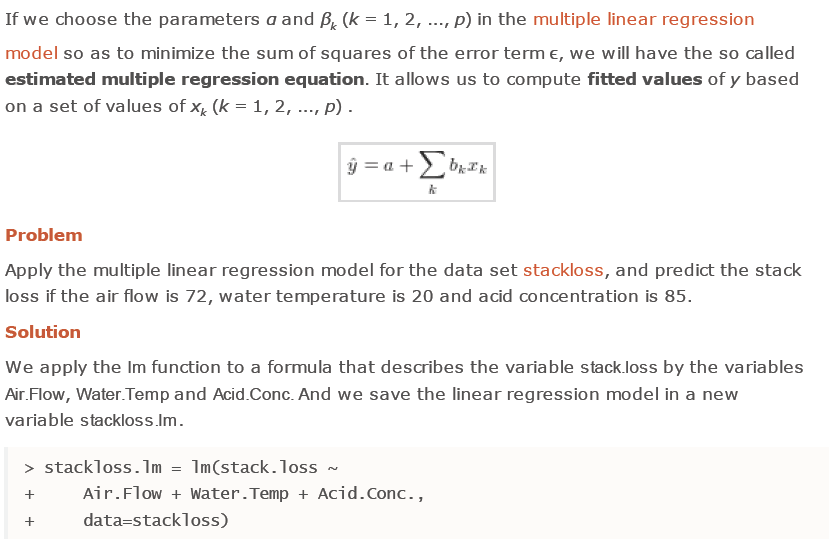 If we choose the parameters α and βk (k = 1, 2, ..., p) in the multiple linear regression
model so as to minimize the sum of squares of the error term ϵ, we will have the so called
estimated multiple regression equation. It allows us to compute fitted values of y based
on a set of values of xk (k = 1, 2, ..., p) .
ŷ = a + ∑k bkxk
Problem
Apply the multiple linear regression model for the data set stackloss, and predict the stack
loss if the air flow is 72, water temperature is 20 and acid concentration is 85.
Solution
We apply the lm function to a formula that describes the variable stack.loss by the variables
Air.Flow, Water.Temp and Acid.Conc. And we save the linear regression model in a new
variable stackloss.lm.
> stackloss.lm = lm(stack.loss ~
+     Air.Flow + Water.Temp + Acid.Conc.,
+     data=stackloss)